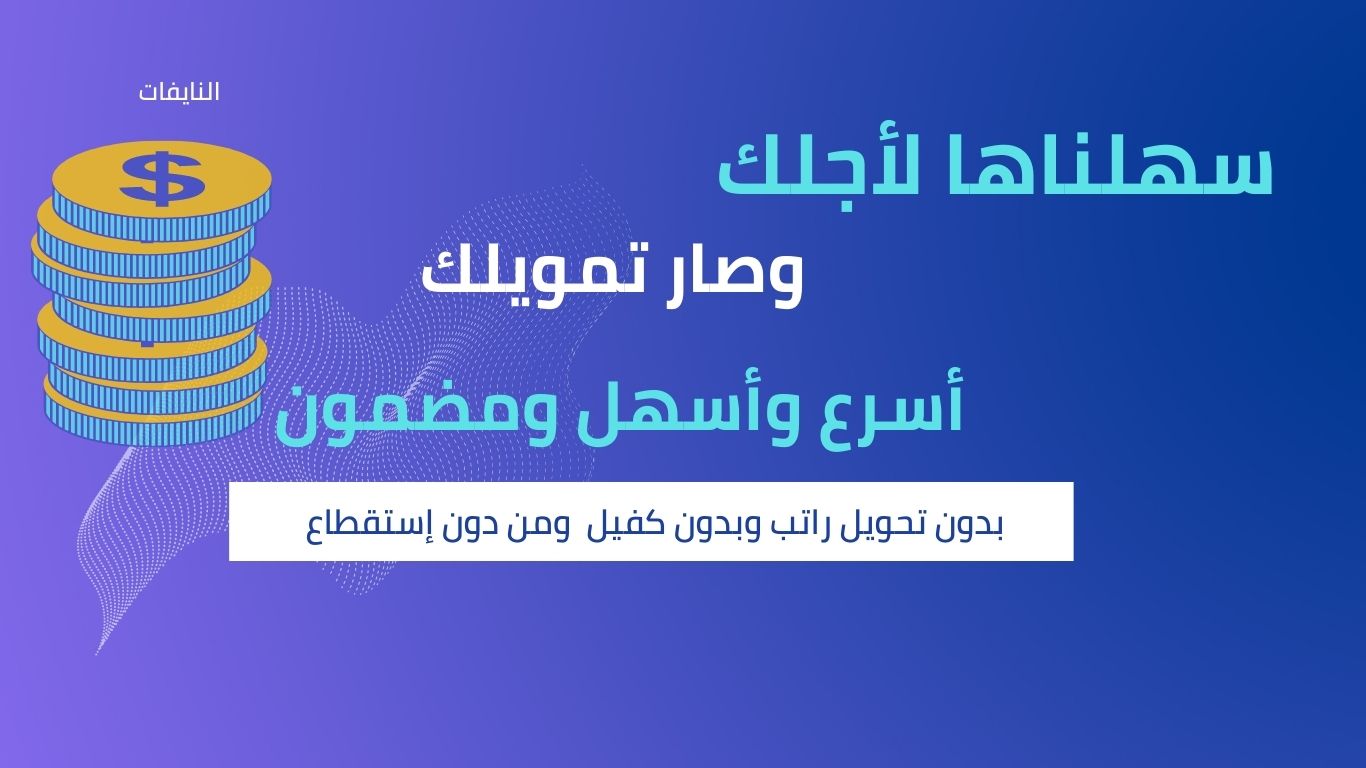 النايفات
سهلناها لأجلك
وصار تمويلك
أسرع وأسهل ومضمون
بدون تحويل راتب وبدون كفيل ومن دون إستقطاع
$